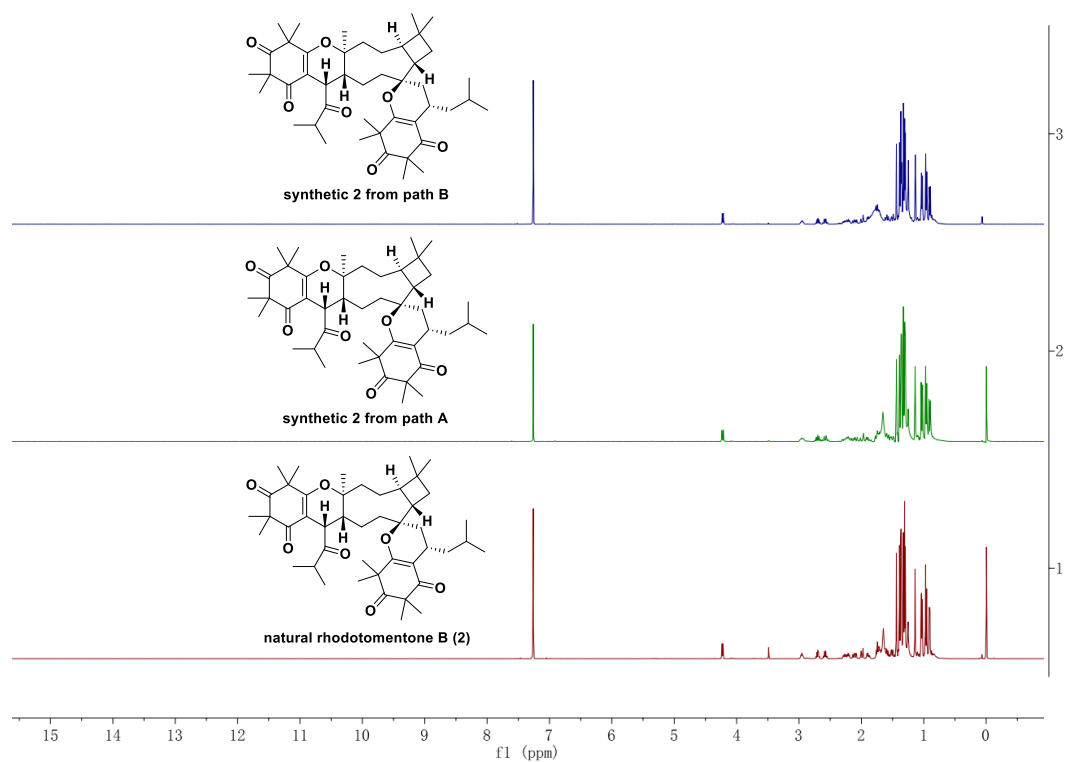 O
O
H
H
O
O
H
H
O
O
O
synthetic 2 from path B
3
O
O
H
H
O
O
H
H
O
O
O
synthetic 2 from path A
2
O
O
H
H
O
O
H
H
O
O
O
natural rhodotomentone B (2)
1
15 14 13 12 11 10 9 8 7 6 5 4 3 2 1 0
f1 (ppm)